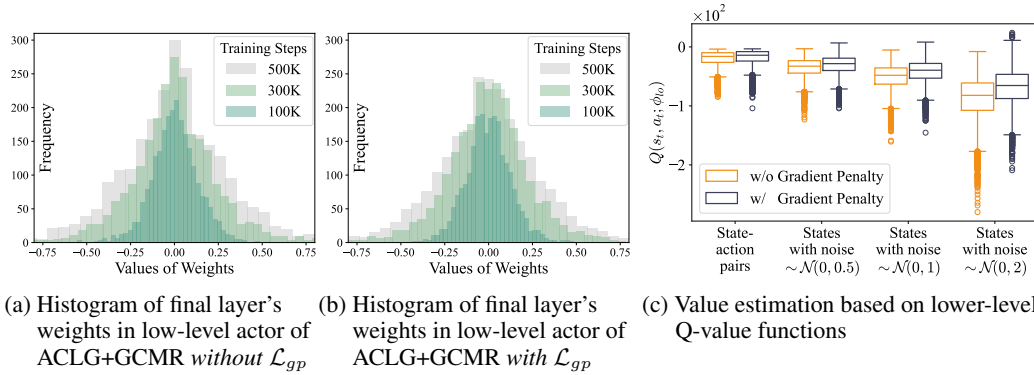 300
250
200
150
100
50
0
Frequency
Training Steps
500K
300K
100K
−0.75 −0.50 −0.25 0.00 0.25 0.50 0.75
Values of Weights
(a) Histogram of final layer's
weights in low-level actor of
ACLG+GCMR without ℒgp
300
250
200
150
100
50
0
Frequency
Training Steps
500K
300K
100K
−0.75 −0.50 −0.25 0.00 0.25 0.50 0.75
Values of Weights
(b) Histogram of final layer's
weights in low-level actor of
ACLG+GCMR with ℒgp
×10²
0
−1
−2
Q(sₜ, aₜ; ϕlo)
w/o Gradient Penalty
w/ Gradient Penalty
State-
action
pairs
States
with noise
∼ 𝒩(0, 0.5)
States
with noise
∼ 𝒩(0, 1)
States
with noise
∼ 𝒩(0, 2)
(c) Value estimation based on lower-level
Q-value functions